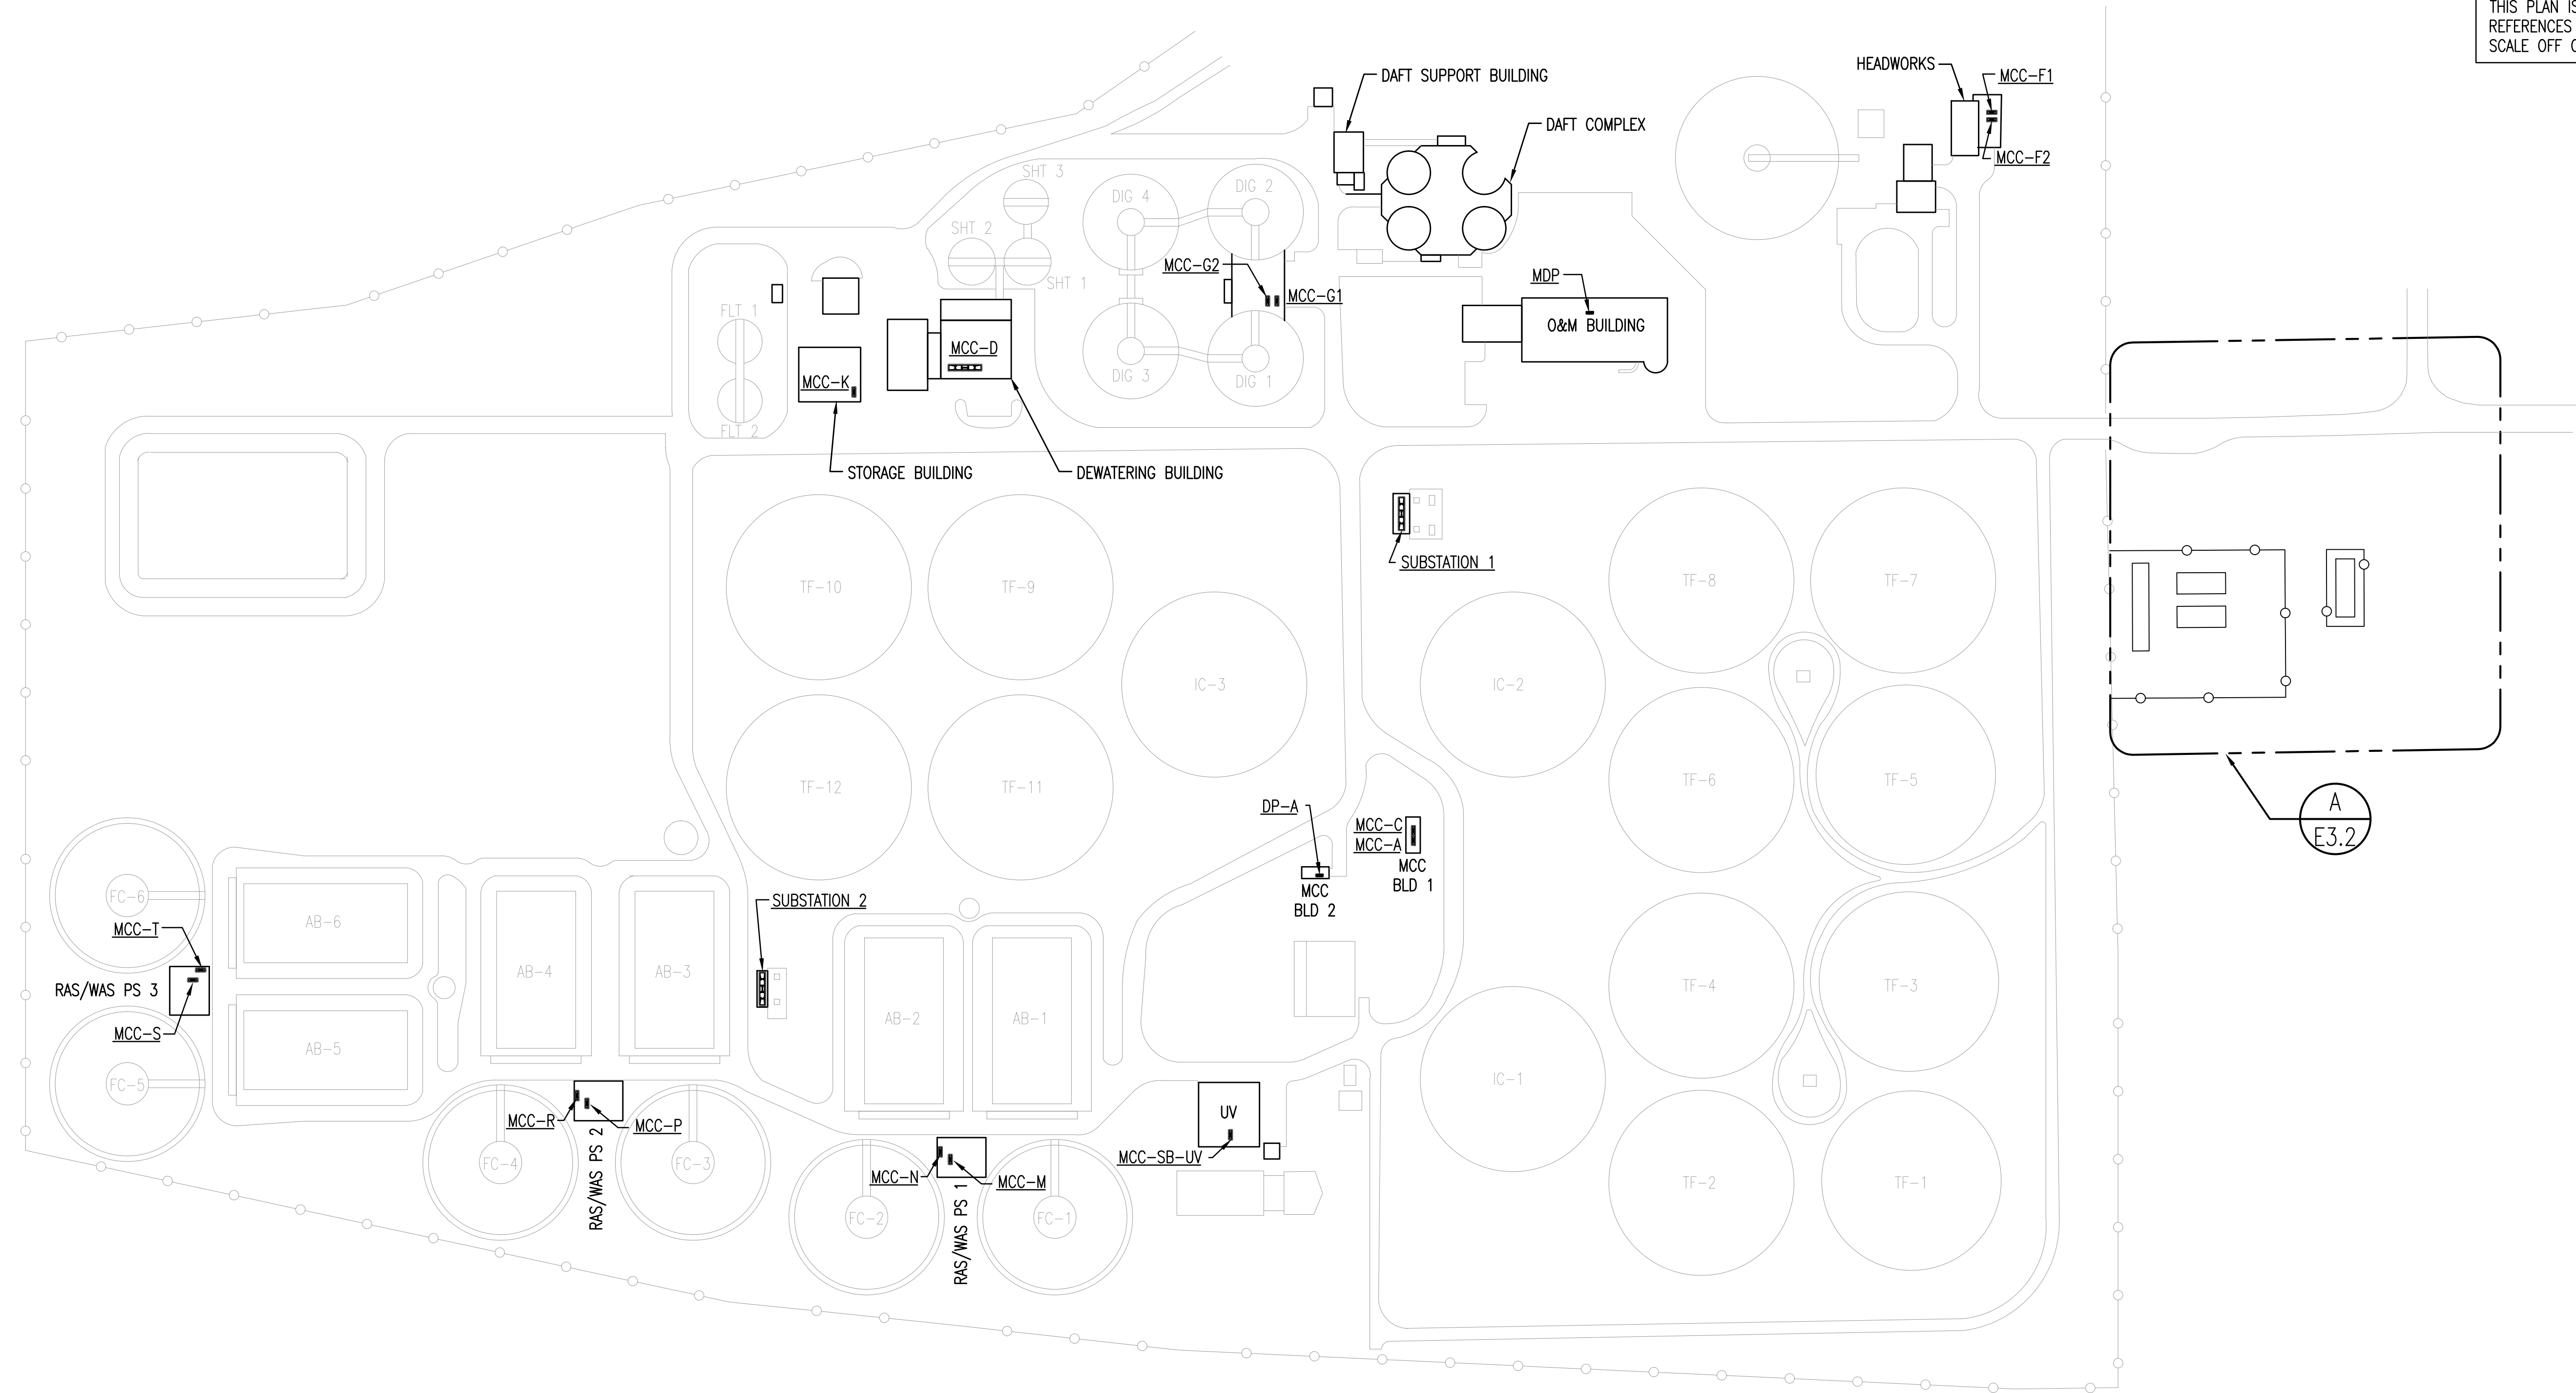 THIS PLAN IS
REFERENCES
SCALE OFF
HEADWORKS
MCC-F1
MCC-F2
DAFT SUPPORT BUILDING
DAFT COMPLEX
SHT 3
SHT 2
SHT 1
DIG 4
DIG 2
DIG 3
DIG 1
MCC-G2
MCC-G1
MDP
O&M BUILDING
FLT 1
FLT 2
MCC-D
MCC-K
STORAGE BUILDING
DEWATERING BUILDING
SUBSTATION 1
TF-10
TF-9
TF-8
TF-7
IC-3
IC-2
TF-12
TF-11
TF-6
TF-5
A
E3.2
DP-A
MCC-C
MCC-A
MCC
BLD 1
MCC
BLD 2
SUBSTATION 2
FC-6
AB-6
MCC-T
RAS/WAS PS 3
MCC-S
AB-4
AB-3
AB-2
AB-1
TF-4
TF-3
AB-5
FC-5
IC-1
MCC-R
MCC-P
RAS/WAS PS 2
FC-4
FC-3
UV
MCC-SB-UV
MCC-N
MCC-M
RAS/WAS PS 1
FC-2
FC-1
TF-2
TF-1